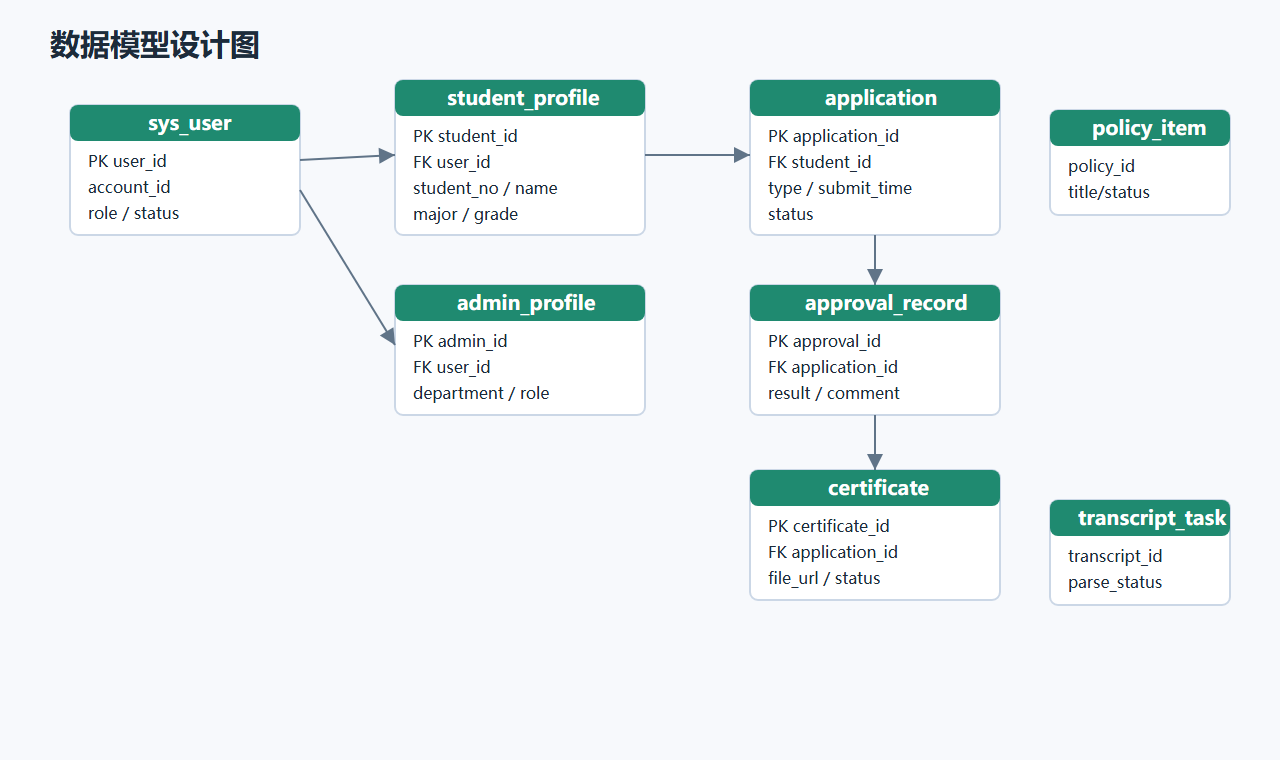 数据模型设计图
sys_user
PK user_id
account_id
role / status
student_profile
PK student_id
FK user_id
student_no / name
major / grade
application
PK application_id
FK student_id
type / submit_time
status
policy_item
policy_id
title/status
admin_profile
PK admin_id
FK user_id
department / role
approval_record
PK approval_id
FK application_id
result / comment
certificate
PK certificate_id
FK application_id
file_url / status
transcript_task
transcript_id
parse_status